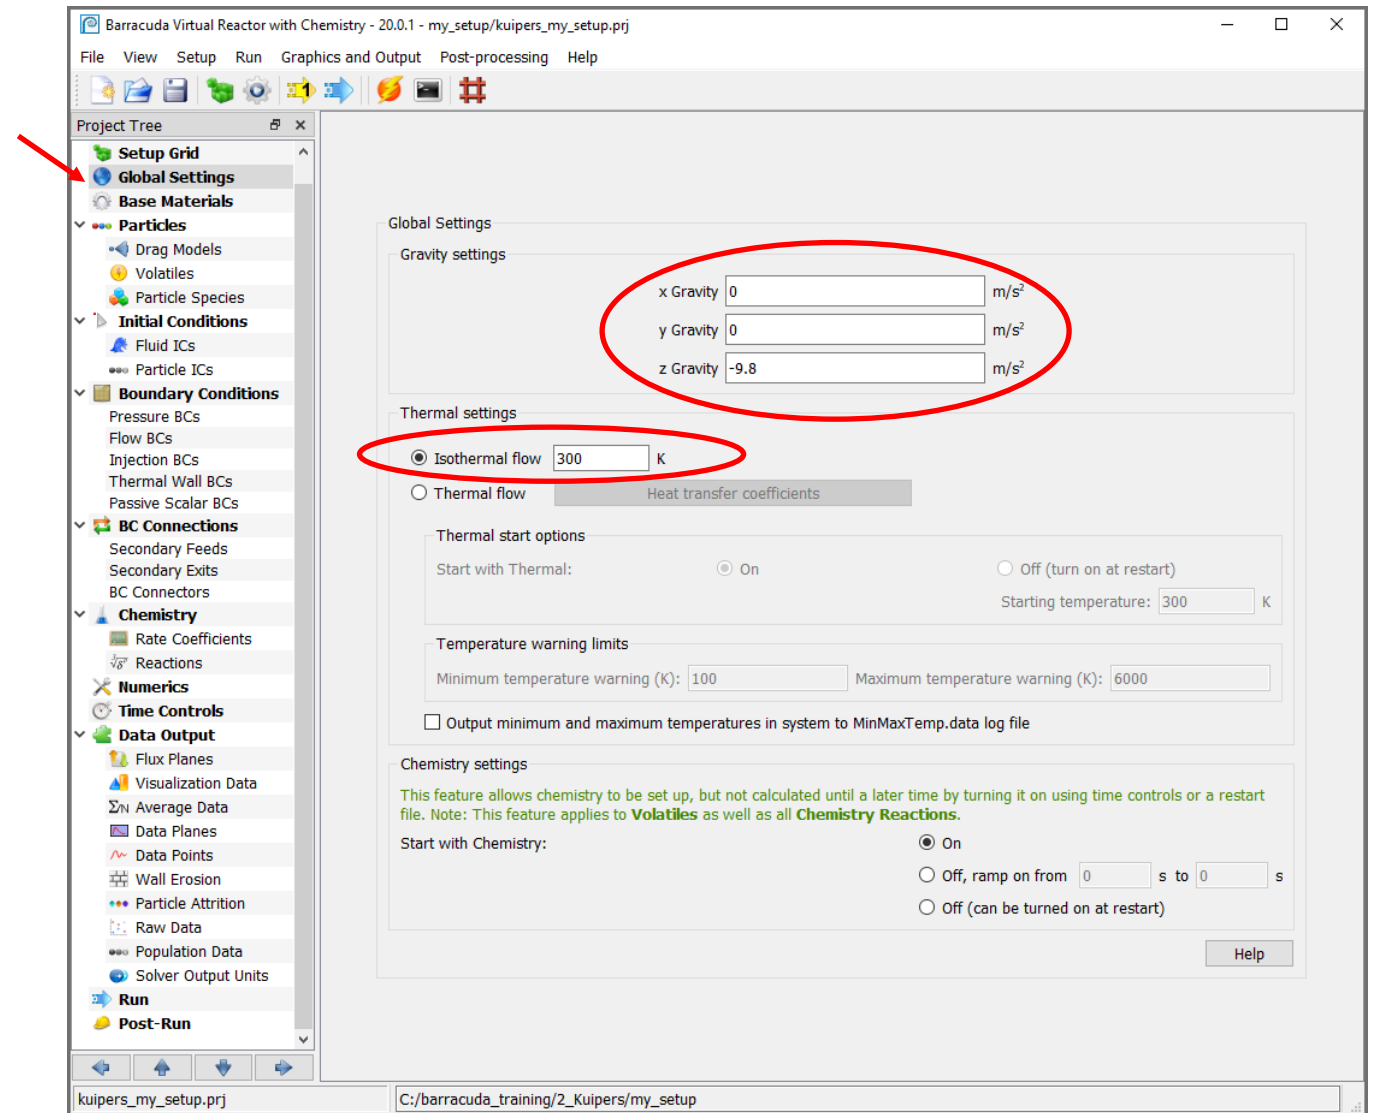 Barracuda Virtual Reactor with Chemistry - 20.0.1 - my_setup/kuipers_my_setup.prj
File View Setup Run Graphics and Output Post-processing Help
1
Project Tree
Setup Grid
Global Settings
Base Materials
Particles
Drag Models
Volatiles
Particle Species
Initial Conditions
Fluid ICs
Particle ICs
Boundary Conditions
Pressure BCs
Flow BCs
Injection BCs
Thermal Wall BCs
Passive Scalar BCs
BC Connections
Secondary Feeds
Secondary Exits
BC Connectors
Chemistry
Rate Coefficients
Reactions
Numerics
Time Controls
Data Output
Flux Planes
Visualization Data
Σ/N Average Data
Data Planes
Data Points
Wall Erosion
Particle Attrition
Raw Data
Population Data
Solver Output Units
Run
Post-Run
Global Settings
Gravity settings
x Gravity 0 m/s²
y Gravity 0 m/s²
z Gravity -9.8 m/s²
Thermal settings
Isothermal flow 300 K
Thermal flow Heat transfer coefficients
Thermal start options
Start with Thermal: On Off (turn on at restart)
Starting temperature: 300 K
Temperature warning limits
Minimum temperature warning (K): 100 Maximum temperature warning (K): 6000
Output minimum and maximum temperatures in system to MinMaxTemp.data log file
Chemistry settings
This feature allows chemistry to be set up, but not calculated until a later time by turning it on using time controls or a restart
file. Note: This feature applies to Volatiles as well as all Chemistry Reactions.
Start with Chemistry: On
Off, ramp on from 0 s to 0 s
Off (can be turned on at restart)
Help
kuipers_my_setup.prj C:/barracuda_training/2_Kuipers/my_setup